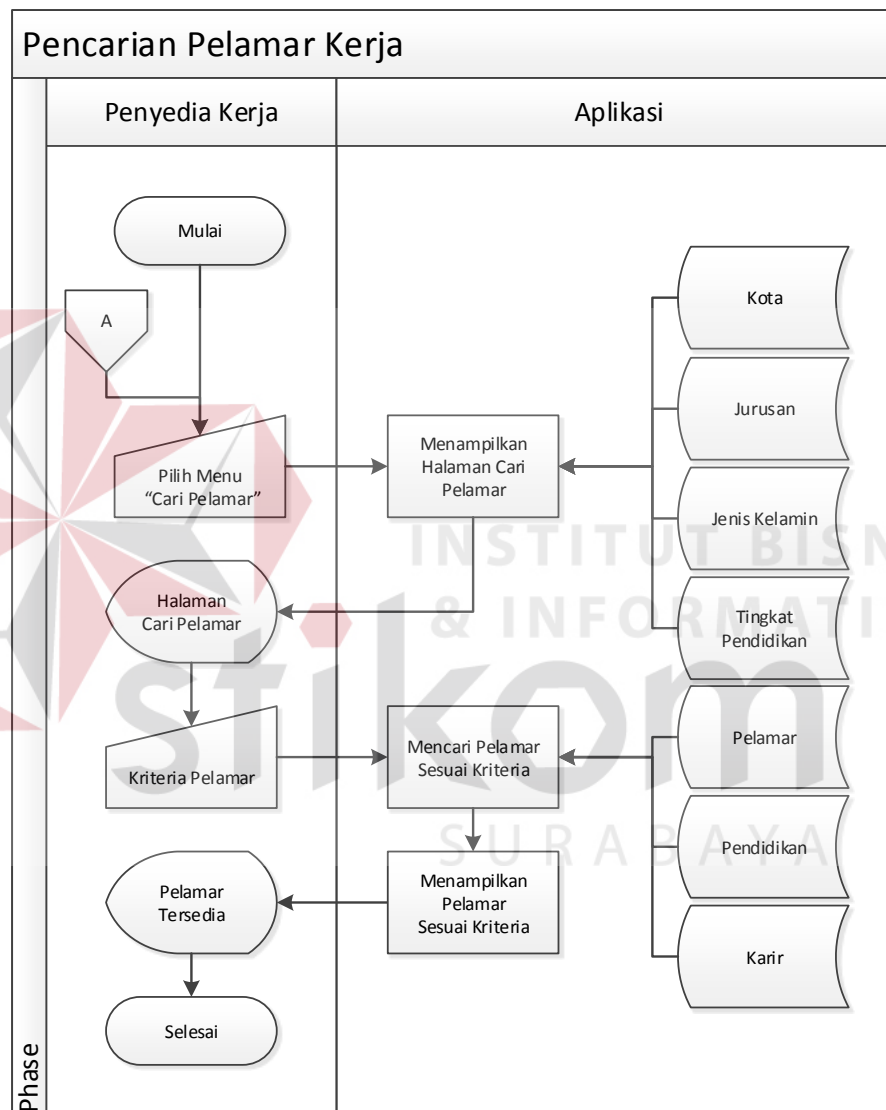 Pencarian Pelamar Kerja
Penyedia Kerja
Aplikasi
Mulai
Kota
A
Jurusan
Pilih Menu
“Cari Pelamar”
Menampilkan
Halaman Cari
Pelamar
Jenis Kelamin
INSTITUT BISN
& INFORMATI
Halaman
Cari Pelamar
Tingkat
Pendidikan
stikom
Kriteria Pelamar
Mencari Pelamar
Sesuai Kriteria
Pelamar
SURABAYA
Pendidikan
Pelamar
Tersedia
Menampilkan
Pelamar
Sesuai Kriteria
Karir
Selesai
Phase